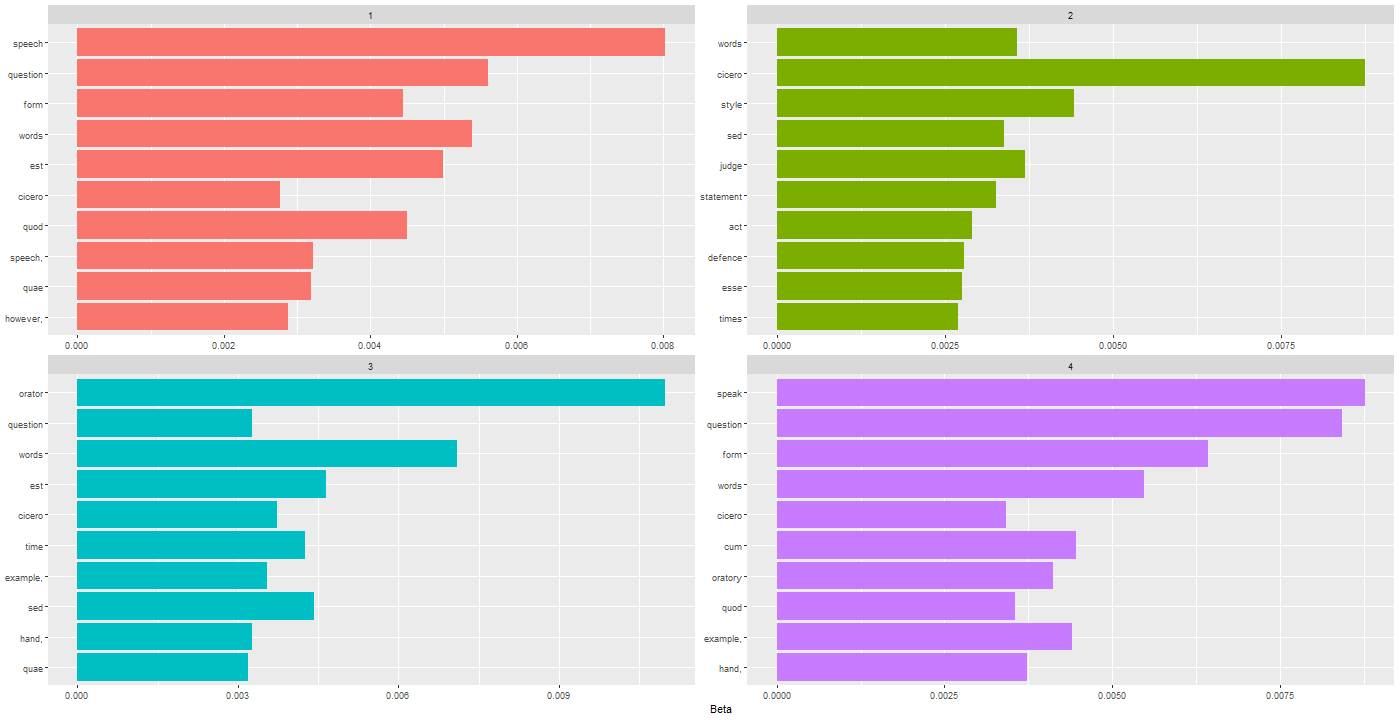 1
speech
question
form
words
est
cicero
quod
speech,
quae
however,
0.000 0.002 0.004 0.006 0.008
2
words
cicero
style
sed
judge
statement
act
defence
esse
times
0.0000 0.0025 0.0050 0.0075
3
orator
question
words
est
cicero
time
example,
sed
hand,
quae
0.000 0.003 0.006 0.009
4
speak
question
form
words
cicero
cum
oratory
quod
example,
hand,
0.0000 0.0025 0.0050 0.0075
Beta